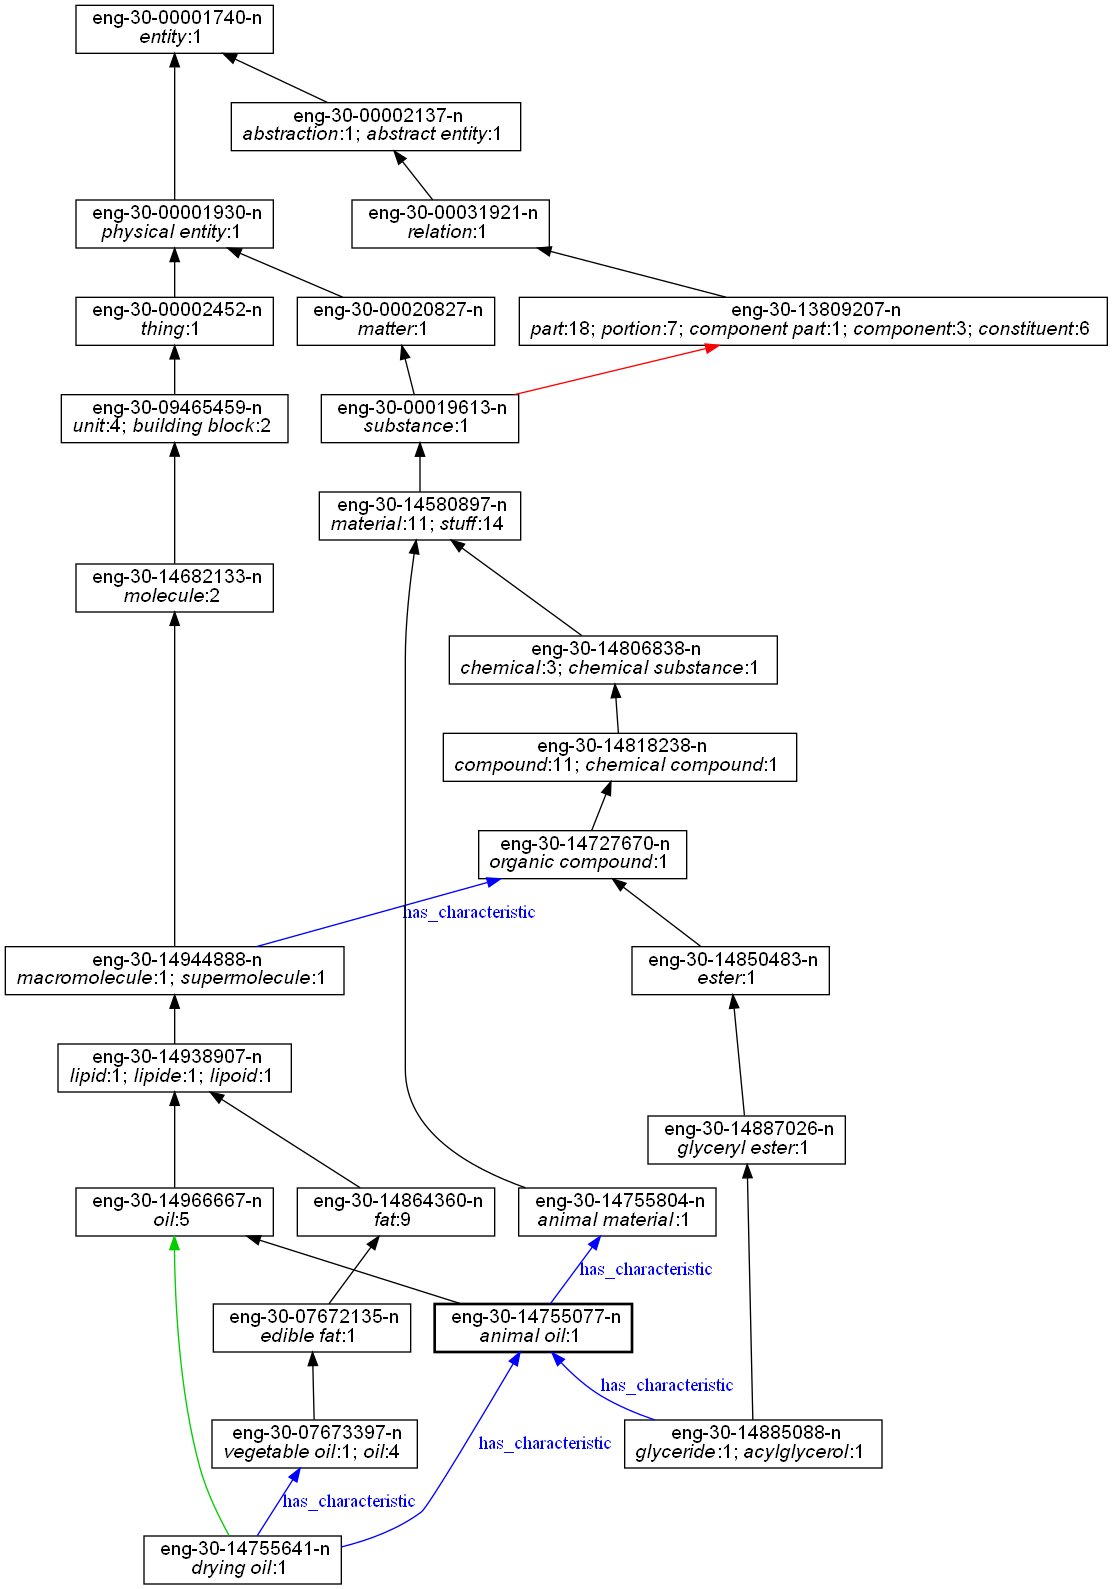 eng-30-00001740-n
entity:1
eng-30-00002137-n
abstraction:1; abstract entity:1
eng-30-00001930-n
physical entity:1
eng-30-00031921-n
relation:1
eng-30-00002452-n
thing:1
eng-30-00020827-n
matter:1
eng-30-13809207-n
part:18; portion:7; component part:1; component:3; constituent:6
eng-30-09465459-n
unit:4; building block:2
eng-30-00019613-n
substance:1
eng-30-14580897-n
material:11; stuff:14
eng-30-14682133-n
molecule:2
eng-30-14806838-n
chemical:3; chemical substance:1
eng-30-14818238-n
compound:11; chemical compound:1
eng-30-14727670-n
organic compound:1
has_characteristic
eng-30-14944888-n
macromolecule:1; supermolecule:1
eng-30-14850483-n
ester:1
eng-30-14938907-n
lipid:1; lipide:1; lipoid:1
eng-30-14887026-n
glyceryl ester:1
eng-30-14966667-n
oil:5
eng-30-14864360-n
fat:9
eng-30-14755804-n
animal material:1
has_characteristic
eng-30-07672135-n
edible fat:1
eng-30-14755077-n
animal oil:1
has_characteristic
eng-30-07673397-n
vegetable oil:1; oil:4
has_characteristic
eng-30-14885088-n
glyceride:1; acylglycerol:1
has_characteristic
eng-30-14755641-n
drying oil:1